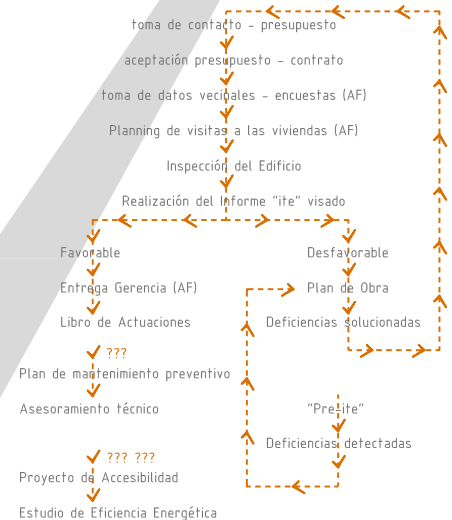 toma de contacto - presupuesto
aceptación presupuesto - contrato
toma de datos vecinales - encuestas (AF)
Planning de visitas a las viviendas (AF)
Inspección del Edificio
Realización del Informe "ite" visado
Favorable
Desfavorable
Entrega Gerencia (AF)
Plan de Obra
Libro de Actuaciones
Deficiencias solucionadas
???
Plan de mantenimiento preventivo
Asesoramiento técnico
"Pre-ite"
Deficiencias detectadas
??? ???
Proyecto de Accesibilidad
Estudio de Eficiencia Energética